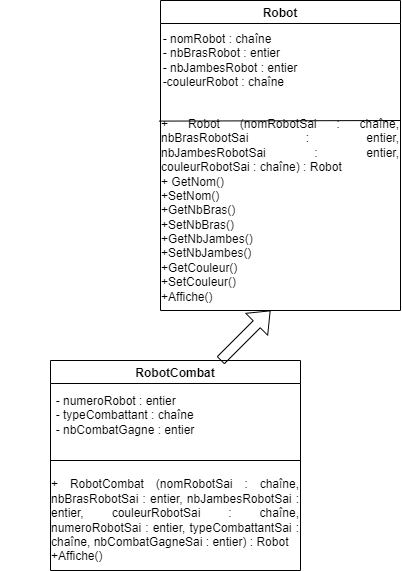 Robot
- nomRobot : chaîne
- nbBrasRobot : entier
- nbJambesRobot : entier
-couleurRobot : chaîne
+ Robot (nomRobotSai : chaîne,
nbBrasRobotSai : entier,
nbJambesRobotSai : entier,
couleurRobotSai : chaîne) : Robot
+ GetNom()
+SetNom()
+GetNbBras()
+SetNbBras()
+GetNbJambes()
+SetNbJambes()
+GetCouleur()
+SetCouleur()
+Affiche()
RobotCombat
- numeroRobot : entier
- typeCombattant : chaîne
- nbCombatGagne : entier
+ RobotCombat (nomRobotSai : chaîne,
nbBrasRobotSai : entier, nbJambesRobotSai :
entier, couleurRobotSai : chaîne,
numeroRobotSai : entier, typeCombattantSai :
chaîne, nbCombatGagneSai : entier) : Robot
+Affiche()